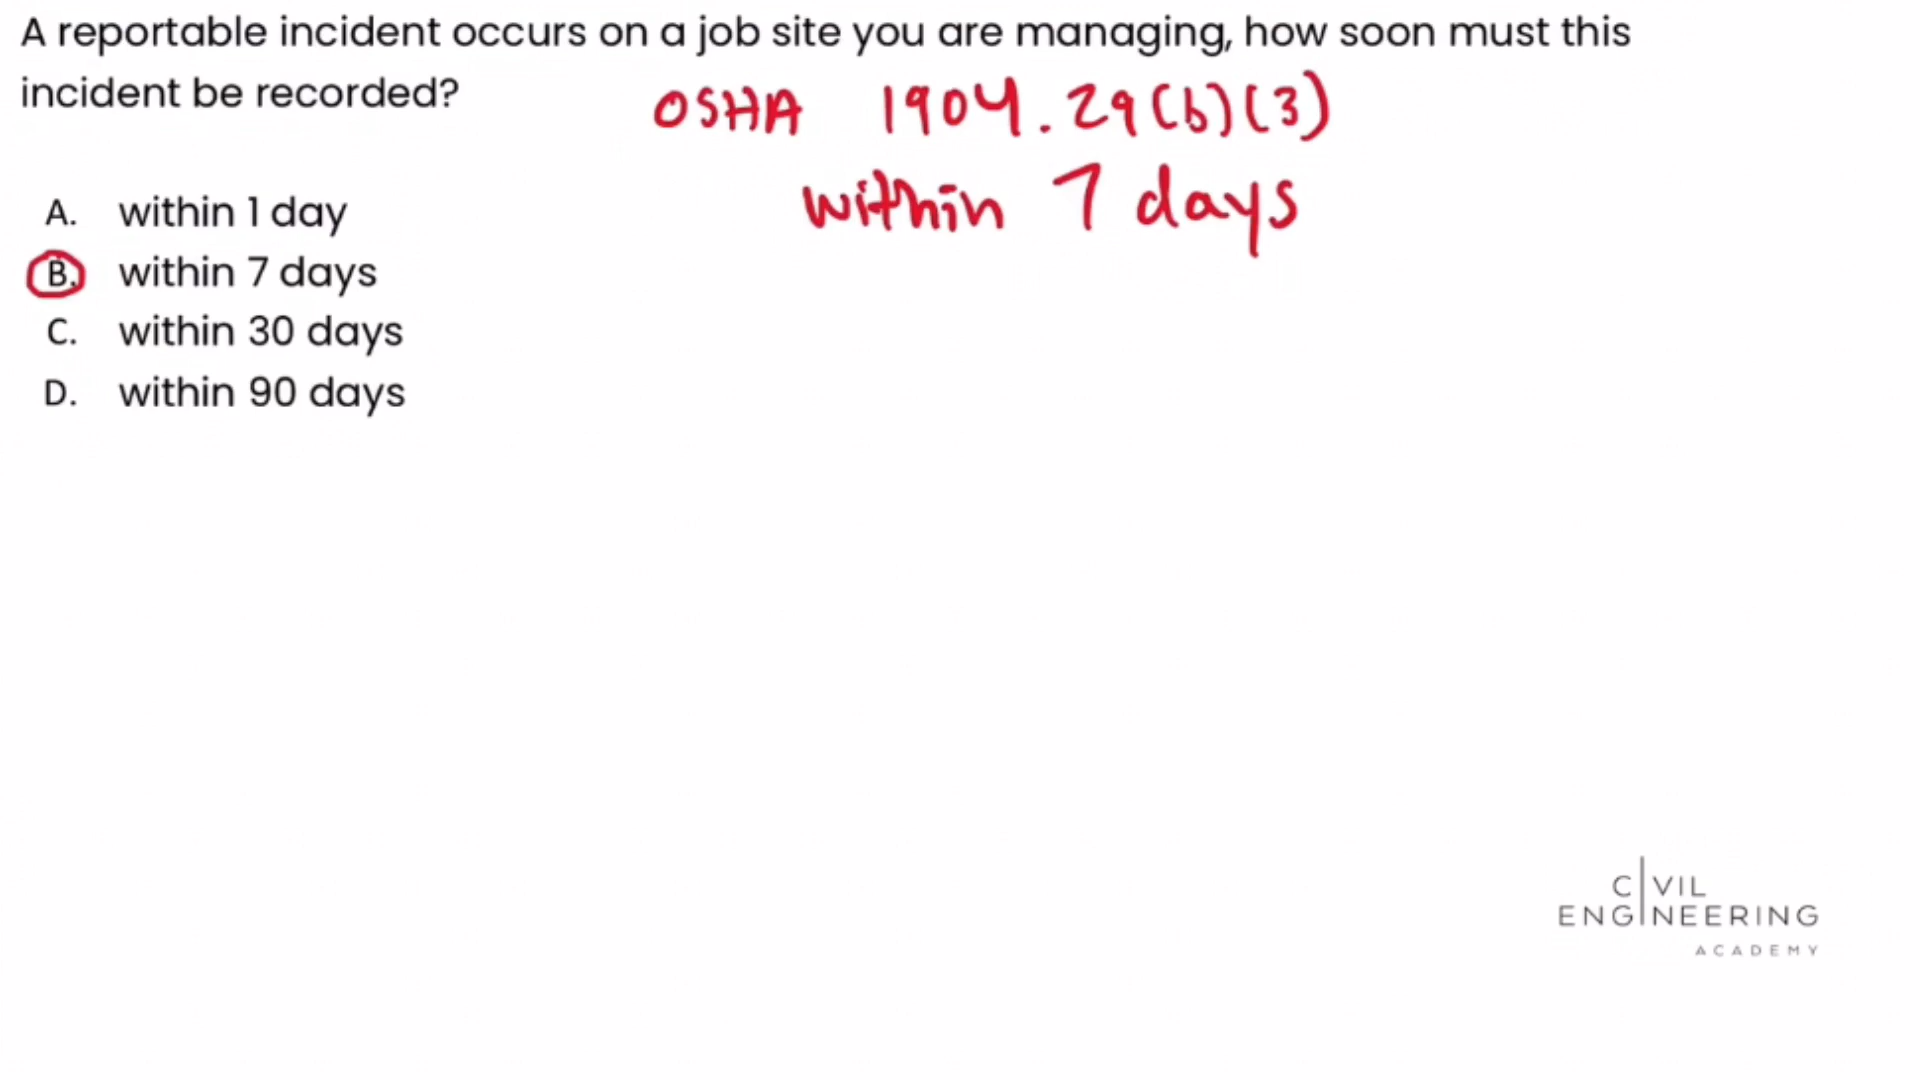 A reportable incident occurs on a job site you are managing, how soon must this
incident be recorded?
OSHA 1904.29(b)(3)
within 7 days
A. within 1 day
B. within 7 days
C. within 30 days
D. within 90 days
CIVIL
ENGINEERING
ACADEMY